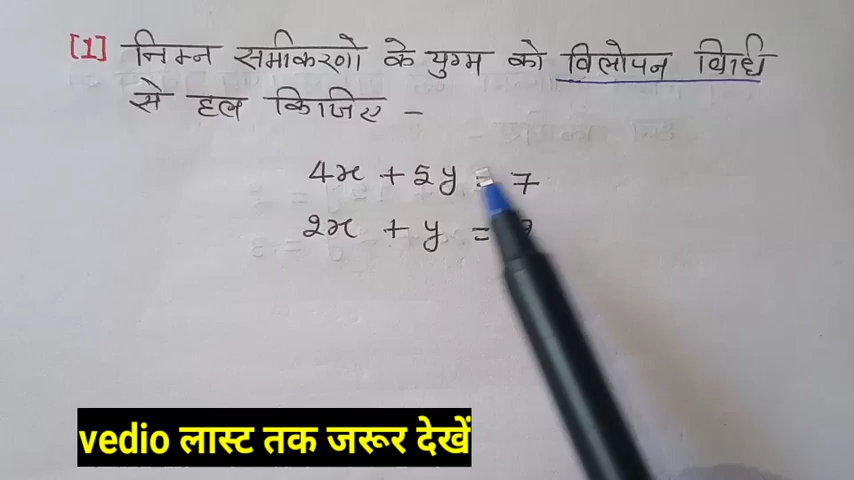 [1] निम्न समीकरणो के युग्म को विलोपन विधि
से हल किजिए -
4x + 5y = 7
2x + y =
vedio लास्ट तक जरूर देखें